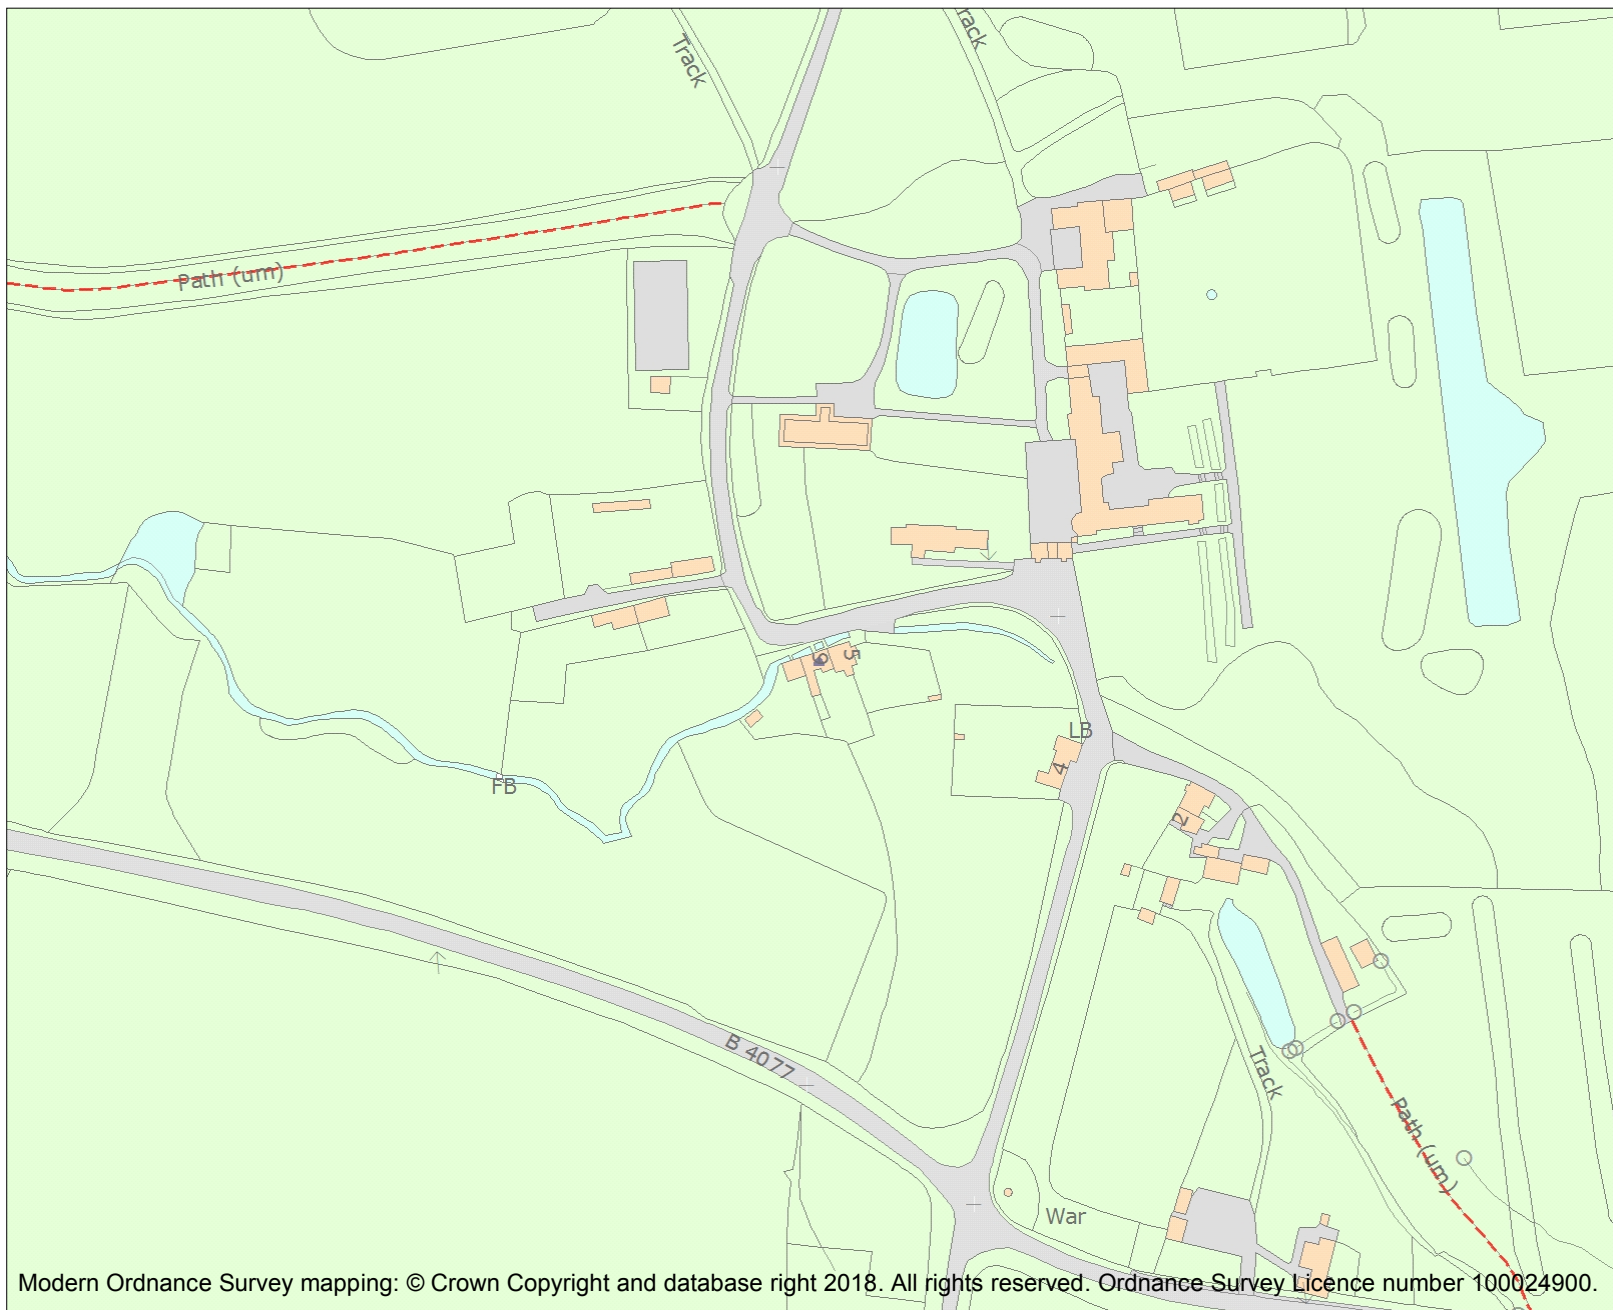 Track
rack
Path (um)
6
5
LB
4
FB
2
B 4077
Track
Path (um)
War
Modern Ordnance Survey mapping: © Crown Copyright and database right 2018. All rights reserved. Ordnance Survey Licence number 100024900.